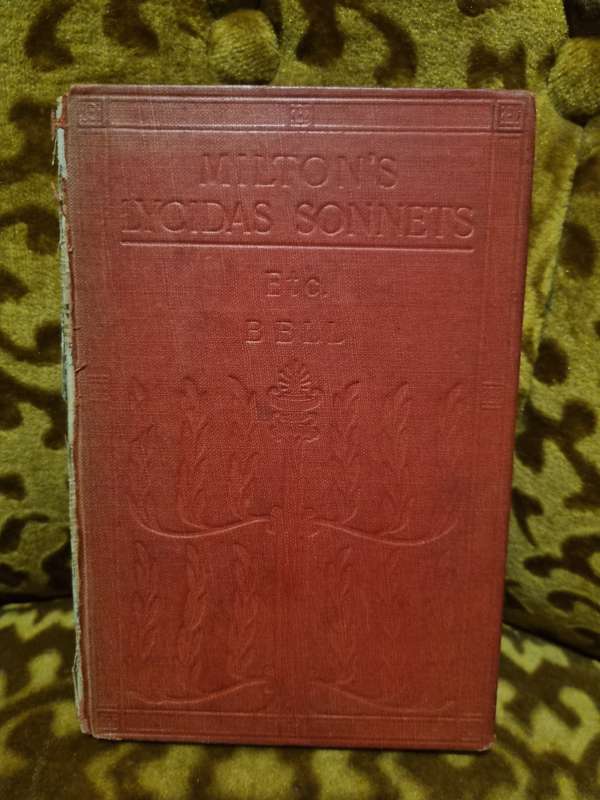 MILTON'S
LYCIDAS SONNETS
Etc.
BELL